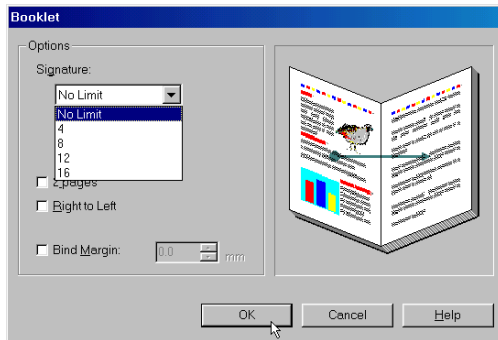 Booklet
Options
Signature:
No Limit
No Limit
4
8
12
16
pages
Right to Left
Bind Margin:
0.0
mm
OK
Cancel
Help